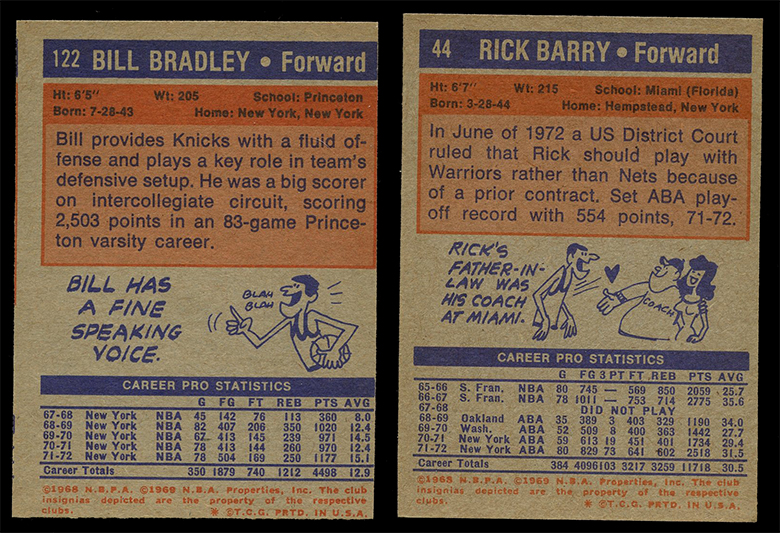 122 BILL BRADLEY • Forward
Ht: 6'5" Wt: 205 School: Princeton
Born: 7-28-43 Home: New York, New York
Bill provides Knicks with a fluid of-
fense and plays a key role in team's
defensive setup. He was a big scorer
on intercollegiate circuit, scoring
2,503 points in an 83-game Prince-
ton varsity career.
BILL HAS
A FINE
SPEAKING
VOICE.
BLAH
BLAH
CAREER PRO STATISTICS
G FG FT REB PTS AVG
67-68 New York NBA 45 142 76 113 360 8.0
68-69 New York NBA 82 407 206 350 1020 12.4
69-70 New York NBA 67 413 145 239 971 14.5
70-71 New York NBA 78 413 144 260 970 12.4
71-72 New York NBA 78 504 169 250 1177 15.1
Career Totals 350 1879 740 1212 4498 12.9
©1968 N.B.P.A. ©1969 N.B.A. Properties, Inc. The club
insignias depicted are the property of the respective
clubs. * ©T.C.G. PRTD. IN U.S.A.
44 RICK BARRY • Forward
Ht: 6'7" Wt: 215 School: Miami (Florida)
Born: 3-28-44 Home: Hempstead, New York
In June of 1972 a US District Court
ruled that Rick should play with
Warriors rather than Nets because
of a prior contract. Set ABA play-
off record with 554 points, 71-72.
RICK'S
FATHER-IN-
LAW WAS
HIS COACH
AT MIAMI.
COACH
CAREER PRO STATISTICS
G FG 3 PT FT REB PTS AVG
65-66 S. Fran. NBA 80 745 — 569 850 2059 25.7
66-67 S. Fran. NBA 78 1011 — 753 714 2775 35.6
67-68 DID NOT PLAY
68-69 Oakland ABA 35 389 3 403 329 1190 34.0
69-70 Wash. ABA 52 509 8 400 363 1442 27.7
70-71 New York ABA 59 613 19 451 401 1734 29.4
71-72 New York ABA 80 829 73 641 602 2518 31.5
Career Totals 384 4096 103 3217 3259 11718 30.5
©1968 N.B.P.A. ©1969 N.B.A. Properties, Inc. The club
insignias depicted are the property of the respective
clubs. * ©T.C.G. PRTD. IN U.S.A.